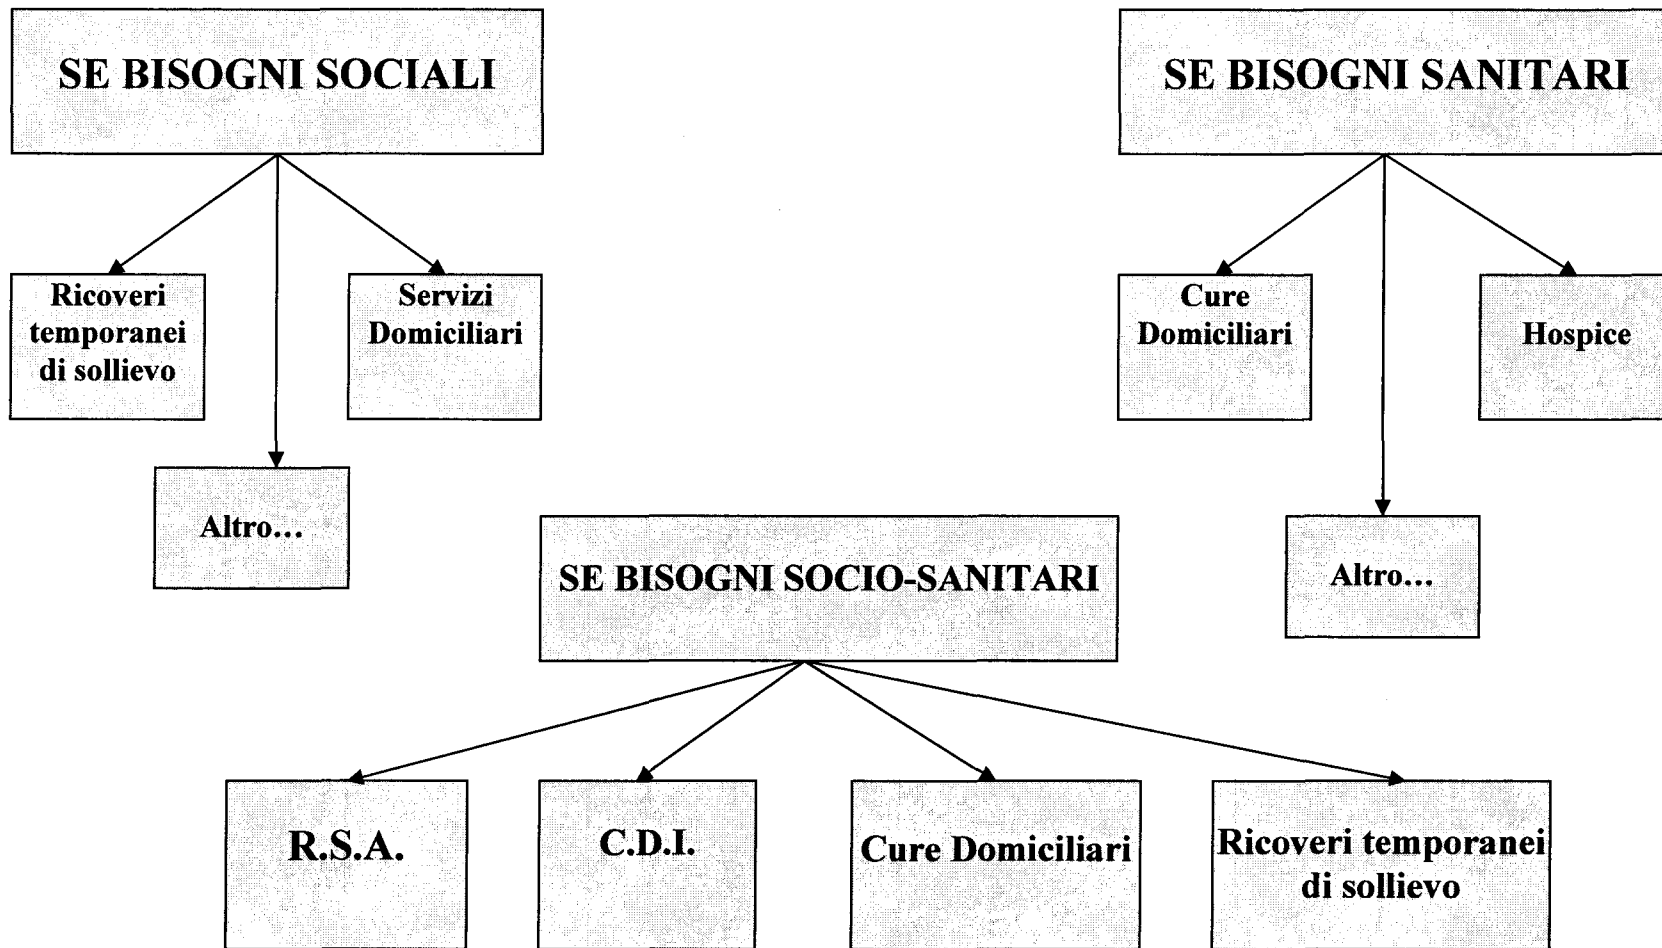 SE BISOGNI SOCIALI
Ricoveri
temporanei
di sollievo
Servizi
Domiciliari
Altro...
SE BISOGNI SANITARI
Cure
Domiciliari
Hospice
Altro...
SE BISOGNI SOCIO-SANITARI
R.S.A.
C.D.I.
Cure Domiciliari
Ricoveri temporanei
di sollievo